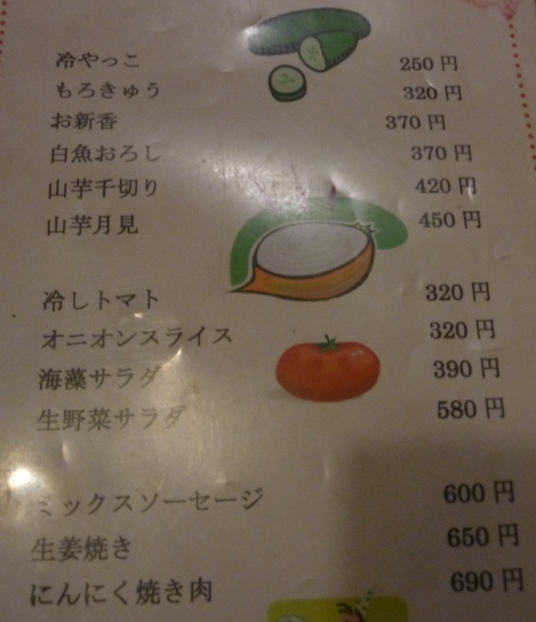 冷やっこ 250円
もろきゅう 320円
お新香 370円
白魚おろし 370円
山芋千切り 420円
山芋月見 450円
冷しトマト 320円
オニオンスライス 320円
海藻サラダ 390円
生野菜サラダ 580円
ミックスソーセージ 600円
生姜焼き 650円
にんにく焼き肉 690円